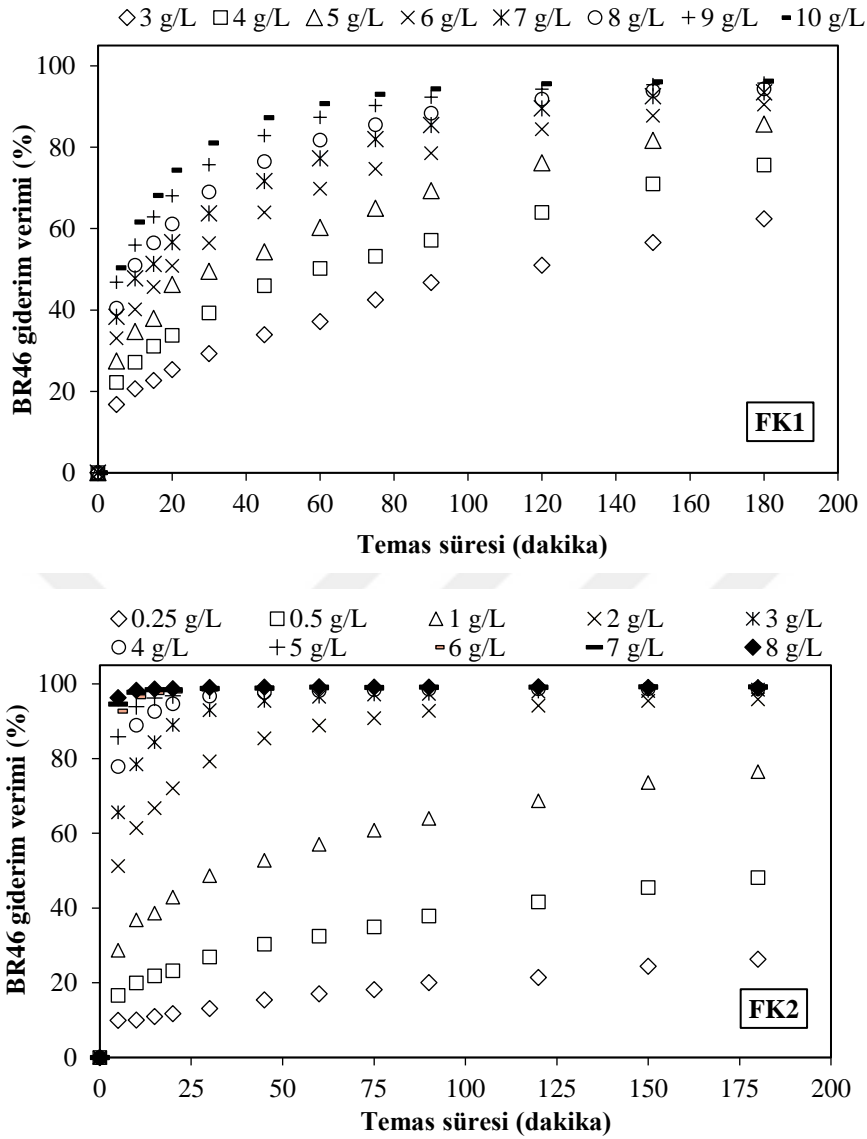 3 g/L 4 g/L 5 g/L 6 g/L 7 g/L 8 g/L 9 g/L 10 g/L
100
80
60
40
20
0
BR46 giderim verimi (%)
FK1
0 20 40 60 80 100 120 140 160 180 200
Temas süresi (dakika)
0.25 g/L 0.5 g/L 1 g/L 2 g/L 3 g/L
4 g/L 5 g/L 6 g/L 7 g/L 8 g/L
100
80
60
40
20
0
BR46 giderim verimi (%)
FK2
0 25 50 75 100 125 150 175 200
Temas süresi (dakika)